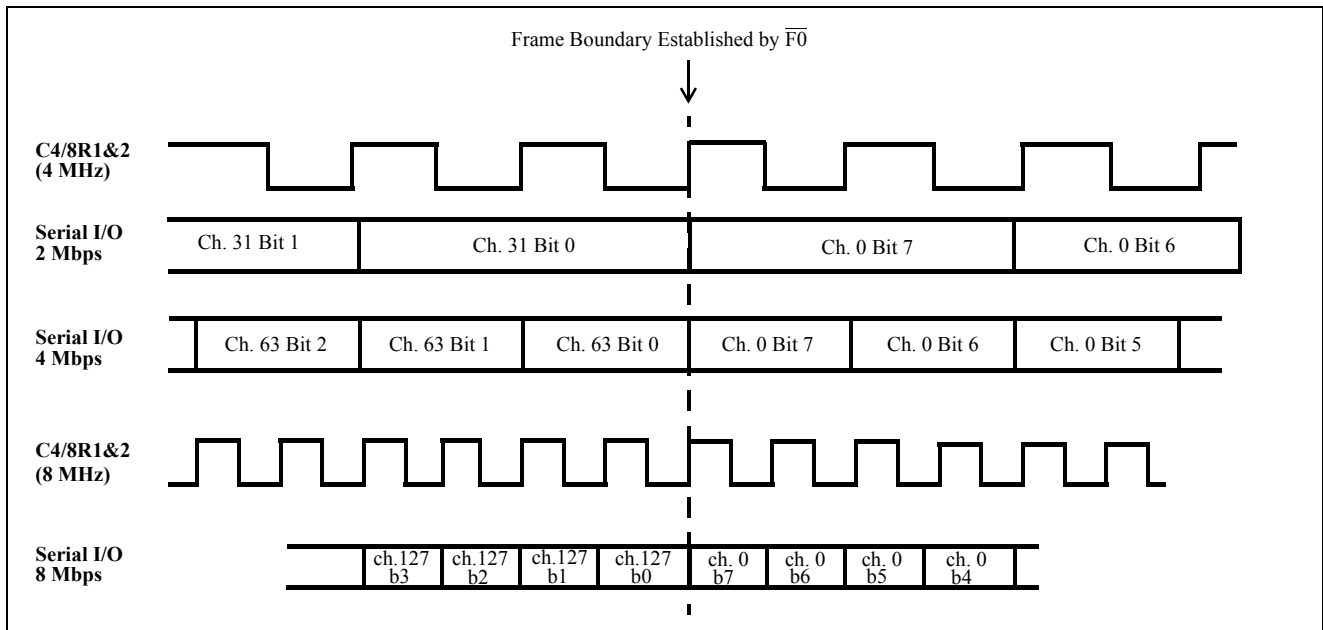 Frame Boundary Established by F0
C4/8R1&2
(4 MHz)
Serial I/O
2 Mbps
Ch. 31 Bit 1
Ch. 31 Bit 0
Ch. 0 Bit 7
Ch. 0 Bit 6
Serial I/O
4 Mbps
Ch. 63 Bit 2
Ch. 63 Bit 1
Ch. 63 Bit 0
Ch. 0 Bit 7
Ch. 0 Bit 6
Ch. 0 Bit 5
C4/8R1&2
(8 MHz)
Serial I/O
8 Mbps
ch.127
b3
ch.127
b2
ch.127
b1
ch.127
b0
ch. 0
b7
ch. 0
b6
ch. 0
b5
ch. 0
b4